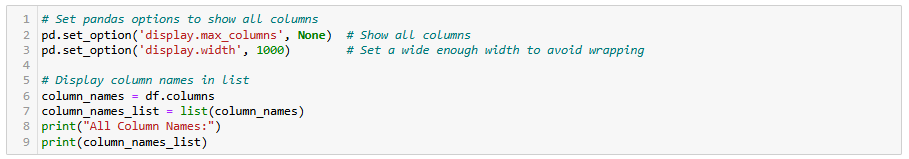 1 # Set pandas options to show all columns
2 pd.set_option('display.max_columns', None)  # Show all columns
3 pd.set_option('display.width', 1000)        # Set a wide enough width to avoid wrapping
4
5 # Display column names in list
6 column_names = df.columns
7 column_names_list = list(column_names)
8 print("All Column Names:")
9 print(column_names_list)